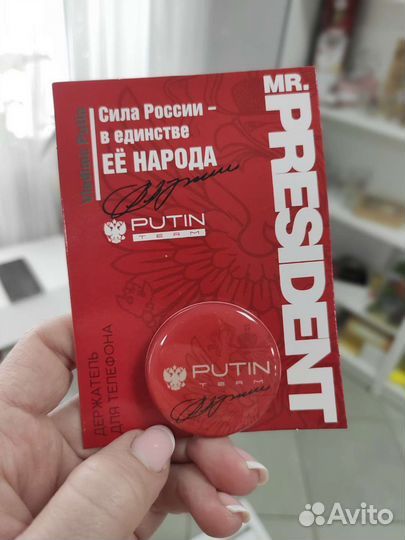 MR.
PRESIDENT
Vladimir Putin
Сила России –
в единстве
ЕЁ НАРОДА
PUTIN
TEAM
ДЕРЖАТЕЛЬ
ДЛЯ ТЕЛЕФОНА
PUTIN
TEAM
Avito